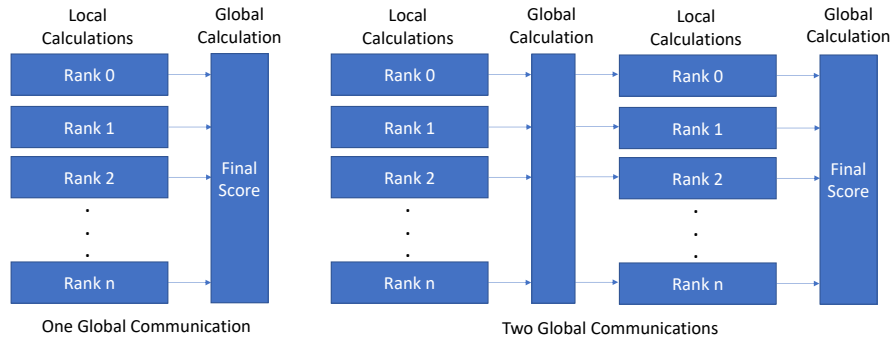 Local
Calculations
Global
Calculation
Rank 0
Rank 1
Rank 2
.
.
.
Rank n
Final
Score
One Global Communication
Local
Calculations
Global
Calculation
Local
Calculations
Global
Calculation
Rank 0
Rank 1
Rank 2
.
.
.
Rank n
Rank 0
Rank 1
Rank 2
.
.
.
Rank n
Final
Score
Two Global Communications